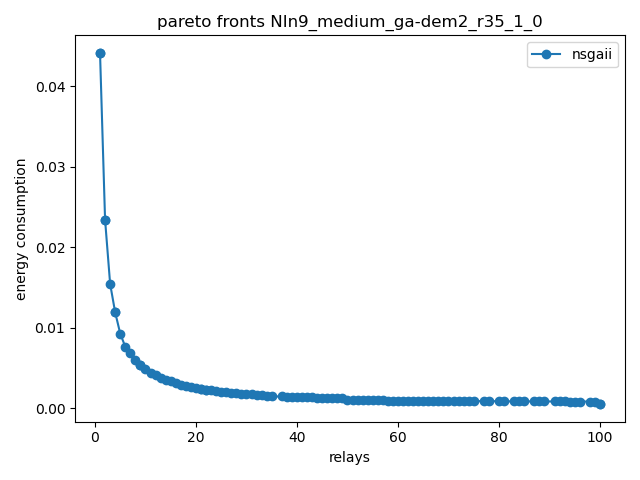 pareto fronts NIn9_medium_ga-dem2_r35_1_0
nsgaii
energy consumption
0.04
0.03
0.02
0.01
0.00
0 20 40 60 80 100
relays